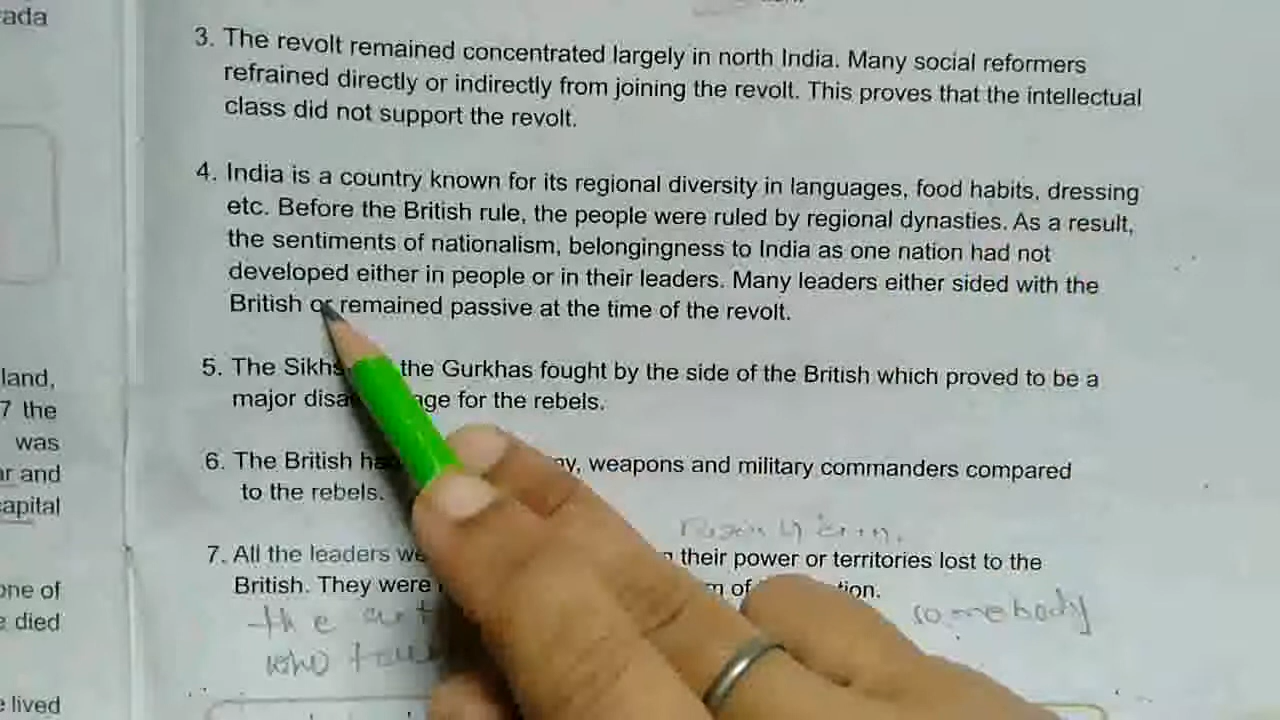 ada
3. The revolt remained concentrated largely in north India. Many social reformers
refrained directly or indirectly from joining the revolt. This proves that the intellectual
class did not support the revolt.
4. India is a country known for its regional diversity in languages, food habits, dressing
etc. Before the British rule, the people were ruled by regional dynasties. As a result,
the sentiments of nationalism, belongingness to India as one nation had not
developed either in people or in their leaders. Many leaders either sided with the
British or remained passive at the time of the revolt.
land,
5. The Sikhs the Gurkhas fought by the side of the British which proved to be a
7 the
major for the rebels.
was
6. The British weapons and military commanders compared
ar and
to the rebels.
capital
7. All the leaders their power or territories lost to the
one of
British. They were of
died
the
somebody
who
lived